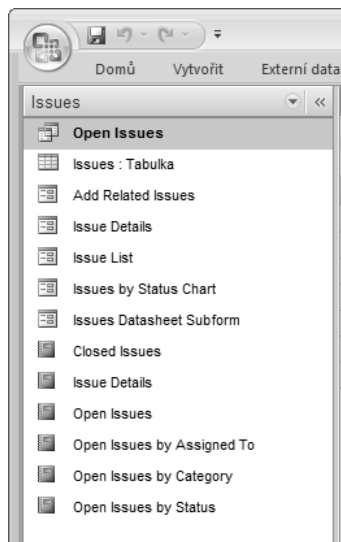 Domů Vytvořit Externí data
Issues
Open Issues
Issues : Tabulka
Add Related Issues
Issue Details
Issue List
Issues by Status Chart
Issues Datasheet Subform
Closed Issues
Issue Details
Open Issues
Open Issues by Assigned To
Open Issues by Category
Open Issues by Status